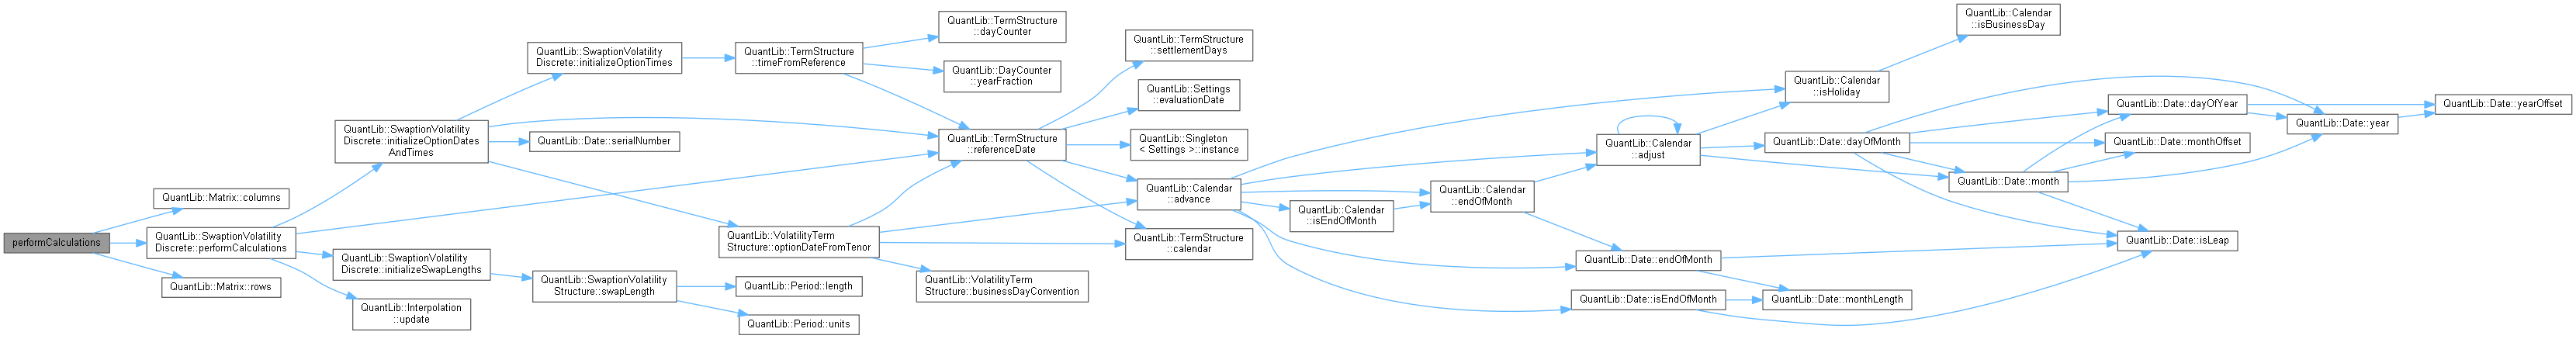 performCalculations
QuantLib::Matrix::columns
QuantLib::SwaptionVolatility
Discrete::performCalculations
QuantLib::Matrix::rows
QuantLib::SwaptionVolatility
Discrete::initializeOptionDates
AndTimes
QuantLib::SwaptionVolatility
Discrete::initializeSwapLengths
QuantLib::Interpolation
::update
QuantLib::SwaptionVolatility
Discrete::initializeOptionTimes
QuantLib::Date::serialNumber
QuantLib::SwaptionVolatility
Structure::swapLength
QuantLib::TermStructure
::timeFromReference
QuantLib::VolatilityTerm
Structure::optionDateFromTenor
QuantLib::Period::length
QuantLib::Period::units
QuantLib::TermStructure
::dayCounter
QuantLib::DayCounter
::yearFraction
QuantLib::TermStructure
::referenceDate
QuantLib::VolatilityTerm
Structure::businessDayConvention
QuantLib::TermStructure
::settlementDays
QuantLib::Settings
::evaluationDate
QuantLib::Singleton
< Settings >::instance
QuantLib::Calendar
::advance
QuantLib::TermStructure
::calendar
QuantLib::Calendar
::isEndOfMonth
QuantLib::Calendar
::endOfMonth
QuantLib::Calendar
::adjust
QuantLib::Date::endOfMonth
QuantLib::Date::isEndOfMonth
QuantLib::Calendar
::isHoliday
QuantLib::Date::dayOfMonth
QuantLib::Date::monthLength
QuantLib::Calendar
::isBusinessDay
QuantLib::Date::month
QuantLib::Date::dayOfYear
QuantLib::Date::monthOffset
QuantLib::Date::isLeap
QuantLib::Date::year
QuantLib::Date::yearOffset